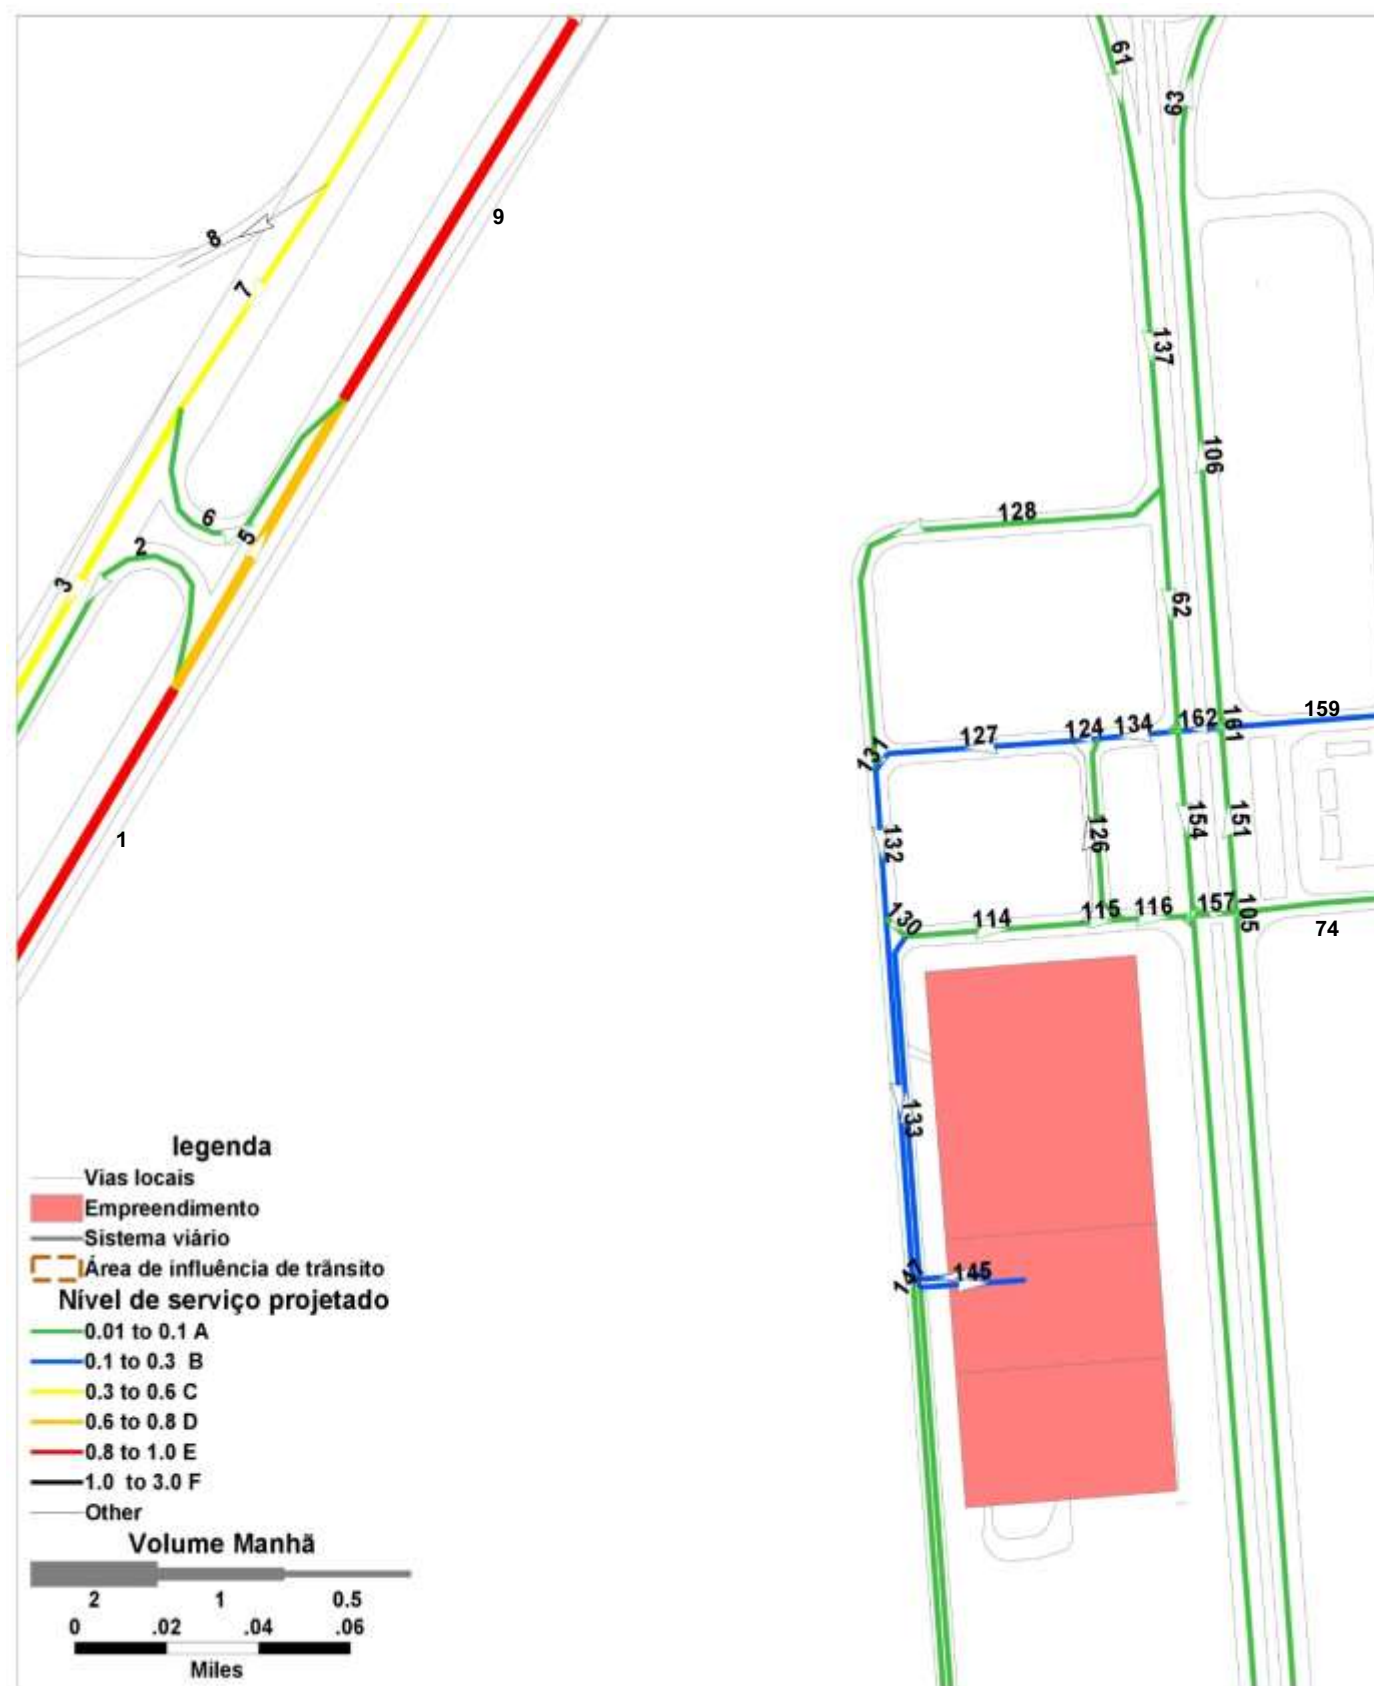 61
63
9
8
7
137
106
6
5
2
3
128
62
159
161
162
134
124
127
131
1
132
126
154
151
130
114
115
116
157
105
74
133
145
legenda
Vias locais
Empreendimento
Sistema viário
Área de influência de trânsito
Nível de serviço projetado
0.01 to 0.1 A
0.1 to 0.3 B
0.3 to 0.6 C
0.6 to 0.8 D
0.8 to 1.0 E
1.0 to 3.0 F
Other
Volume Manhã
2 1 0.5
0 .02 .04 .06
Miles